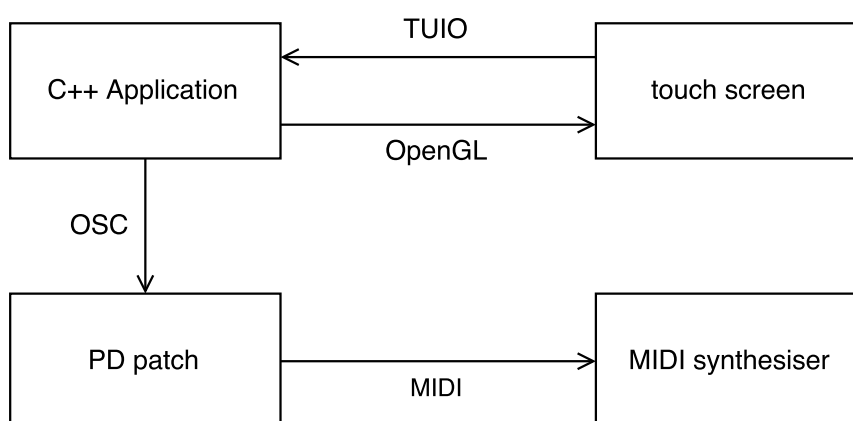 TUIO
C++ Application
touch screen
OpenGL
OSC
PD patch
MIDI synthesiser
MIDI